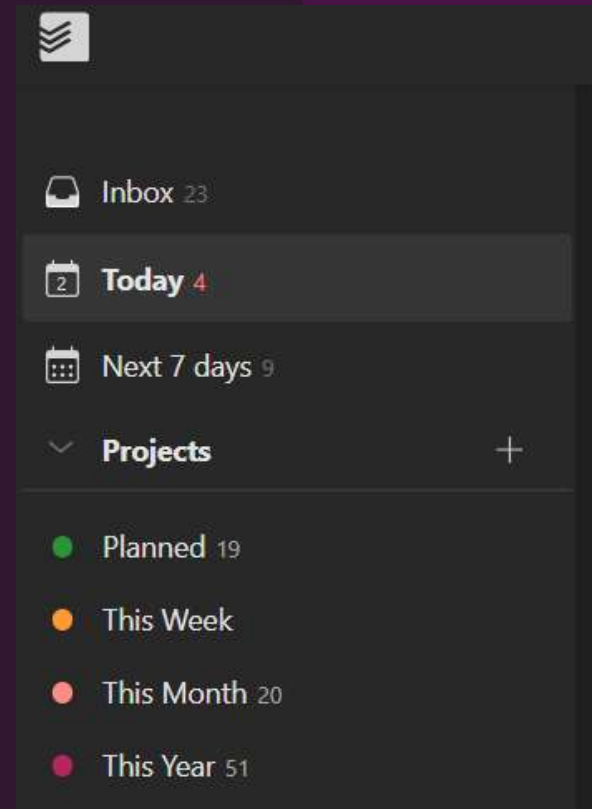 Inbox 23
2 Today 4
Next 7 days 9
Projects +
Planned 19
This Week
This Month 20
This Year 51